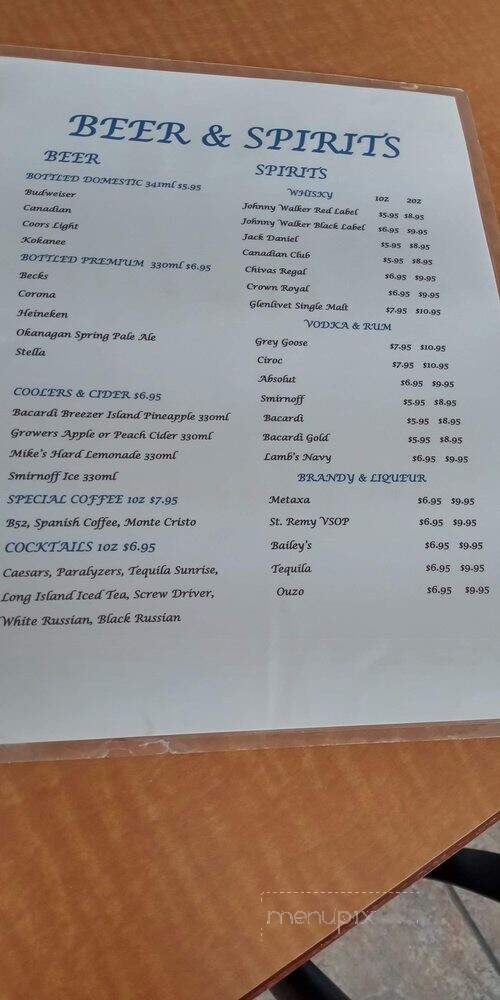 BEER & SPIRITS
BEER
BOTTLED DOMESTIC 341ml $5.95
Budweiser
Canadian
Coors Light
Kokanee
BOTTLED PREMIUM 330ml $6.95
Becks
Corona
Heineken
Okanagan Spring Pale Ale
Stella
COOLERS & CIDER $6.95
Bacardi Breezer Island Pineapple 330ml
Growers Apple or Peach Cider 330ml
Mike's Hard Lemonade 330ml
Smirnoff Ice 330ml
SPECIAL COFFEE 1oz $7.95
B52, Spanish Coffee, Monte Cristo
COCKTAILS 1oz $6.95
Caesars, Paralyzers, Tequila Sunrise,
Long Island Iced Tea, Screw Driver,
White Russian, Black Russian
SPIRITS
WHISKY 1oz 2oz
Johnny Walker Red Label $5.95 $8.95
Johnny Walker Black Label $6.95 $9.95
Jack Daniel $5.95 $8.95
Canadian Club $5.95 $8.95
Chivas Regal $6.95 $9.95
Crown Royal $6.95 $9.95
Glenlivet Single Malt $7.95 $10.95
VODKA & RUM
Grey Goose $7.95 $10.95
Ciroc $7.95 $10.95
Absolut $6.95 $9.95
Smirnoff $5.95 $8.95
Bacardi $5.95 $8.95
Bacardi Gold $5.95 $8.95
Lamb's Navy $6.95 $9.95
BRANDY & LIQUEUR
Metaxa $6.95 $9.95
St. Remy VSOP $6.95 $9.95
Bailey's $6.95 $9.95
Tequila $6.95 $9.95
Ouzo $6.95 $9.95
menupix